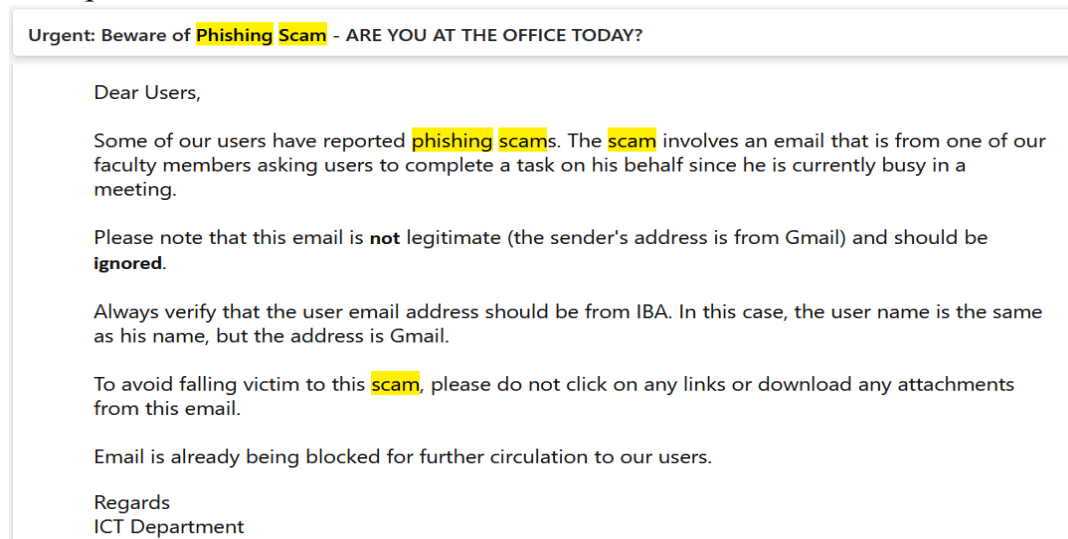 Urgent: Beware of Phishing Scam - ARE YOU AT THE OFFICE TODAY?
Dear Users,
Some of our users have reported phishing scams. The scam involves an email that is from one of our
faculty members asking users to complete a task on his behalf since he is currently busy in a
meeting.
Please note that this email is not legitimate (the sender's address is from Gmail) and should be
ignored.
Always verify that the user email address should be from IBA. In this case, the user name is the same
as his name, but the address is Gmail.
To avoid falling victim to this scam, please do not click on any links or download any attachments
from this email.
Email is already being blocked for further circulation to our users.
Regards
ICT Department